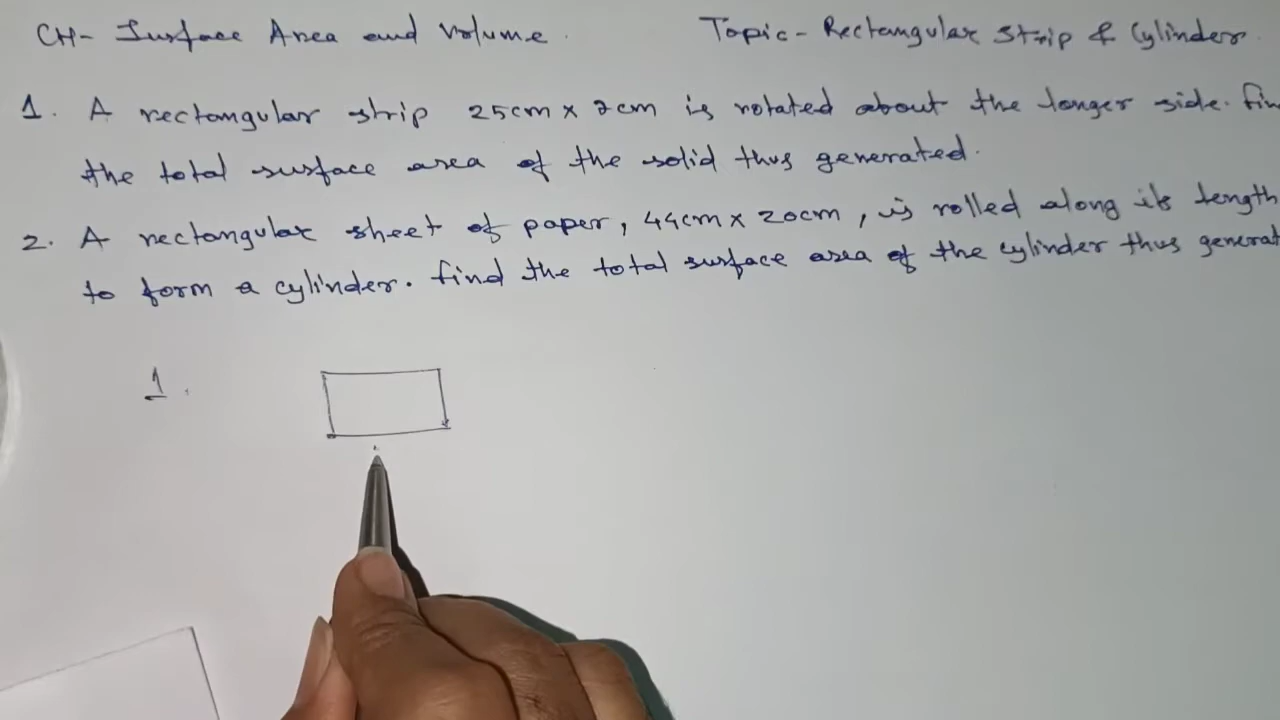 CH- Surface Area and Volume.
Topic- Rectangular Strip & Cylinder
1. A rectangular strip 25cm x 7cm is rotated about the longer side. fin
the total surface area of the solid thus generated.
2. A rectangular sheet of paper, 44cm x 20cm, is rolled along its length
to form a cylinder. find the total surface area of the cylinder thus generat
1.